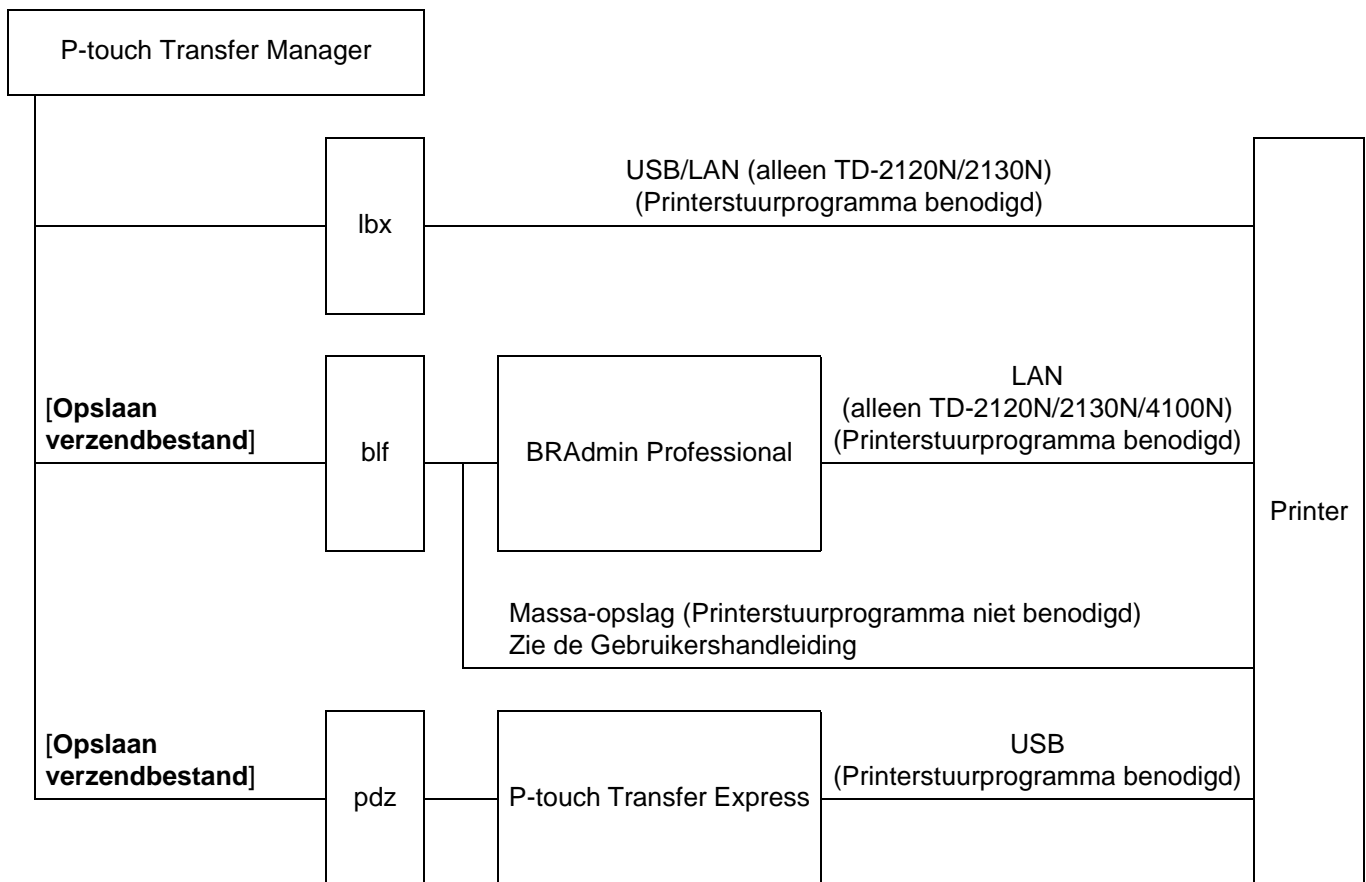 P-touch Transfer Manager
USB/LAN (alleen TD-2120N/2130N)
(Printerstuurprogramma benodigd)
lbx
[Opslaan
verzendbestand]
blf
BRAdmin Professional
LAN
(alleen TD-2120N/2130N/4100N)
(Printerstuurprogramma benodigd)
Printer
Massa-opslag (Printerstuurprogramma niet benodigd)
Zie de Gebruikershandleiding
[Opslaan
verzendbestand]
pdz
P-touch Transfer Express
USB
(Printerstuurprogramma benodigd)